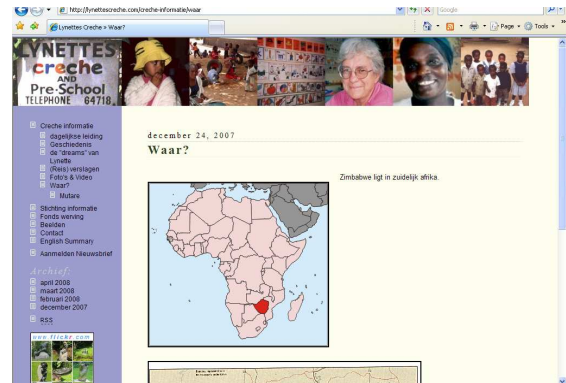 http://lynettescreche.com/creche-informatie/waar
Google
Lynettes Creche » Waar?
Page
Tools
LYNETTES
creche
AND
Pre-School
TELEPHONE 64718
Creche informatie
dagelijkse leiding
Geschiedenis
de "dreams" van
Lynette
(Reis) verslagen
Foto's & Video
Waar?
Mutare
Stichting informatie
Fonds werving
Beelden
Contact
English Summary
Aanmelden Nieuwsbrief
Archief:
april 2008
maart 2008
februari 2008
december 2007
RSS
www.flickr.com
december 24, 2007
Waar?
Zimbabwe ligt in zuidelijk afrika.